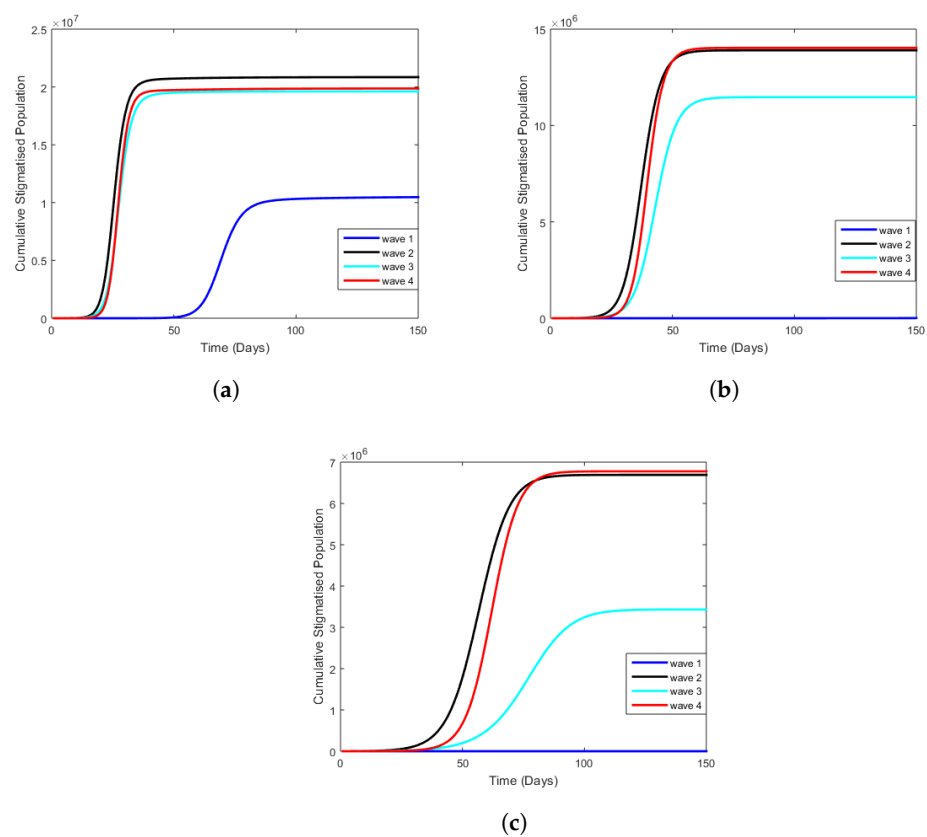 ×10⁷
2.5
2
1.5
1
0.5
0
Cumulative Stigmatised Population
wave 1
wave 2
wave 3
wave 4
0 50 100 150
Time (Days)
(a)
×10⁶
15
10
5
0
Cumulative Stigmatised Population
wave 1
wave 2
wave 3
wave 4
0 50 100 150
Time (Days)
(b)
×10⁶
7
6
5
4
3
2
1
0
Cumulative Stigmatised Population
wave 1
wave 2
wave 3
wave 4
0 50 100 150
Time (Days)
(c)